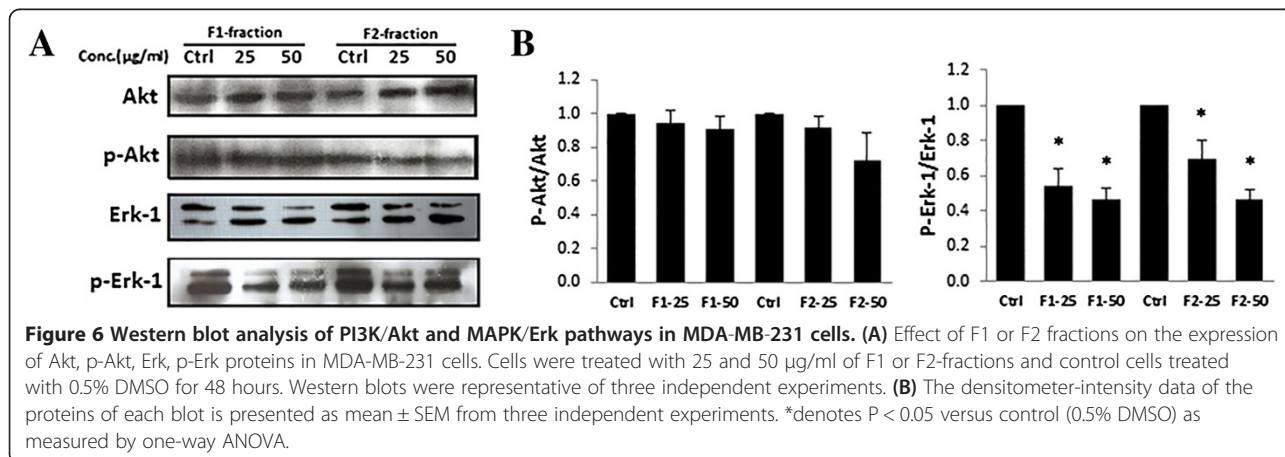 A
F1-fraction F2-fraction
Conc.(µg/ml) Ctrl 25 50 Ctrl 25 50
Akt
p-Akt
Erk-1
p-Erk-1
B
P-Akt/Akt
1.2
1.0
0.8
0.6
0.4
0.2
0.0
Ctrl F1-25 F1-50 Ctrl F2-25 F2-50
P-Erk-1/Erk-1
1.2
1.0
0.8
0.6
0.4
0.2
0.0
* * * *
Ctrl F1-25 F1-50 Ctrl F2-25 F2-50
Figure 6 Western blot analysis of PI3K/Akt and MAPK/Erk pathways in MDA-MB-231 cells. (A) Effect of F1 or F2 fractions on the expression
of Akt, p-Akt, Erk, p-Erk proteins in MDA-MB-231 cells. Cells were treated with 25 and 50 µg/ml of F1 or F2-fractions and control cells treated
with 0.5% DMSO for 48 hours. Western blots were representative of three independent experiments. (B) The densitometer-intensity data of the
proteins of each blot is presented as mean ± SEM from three independent experiments. *denotes P < 0.05 versus control (0.5% DMSO) as
measured by one-way ANOVA.